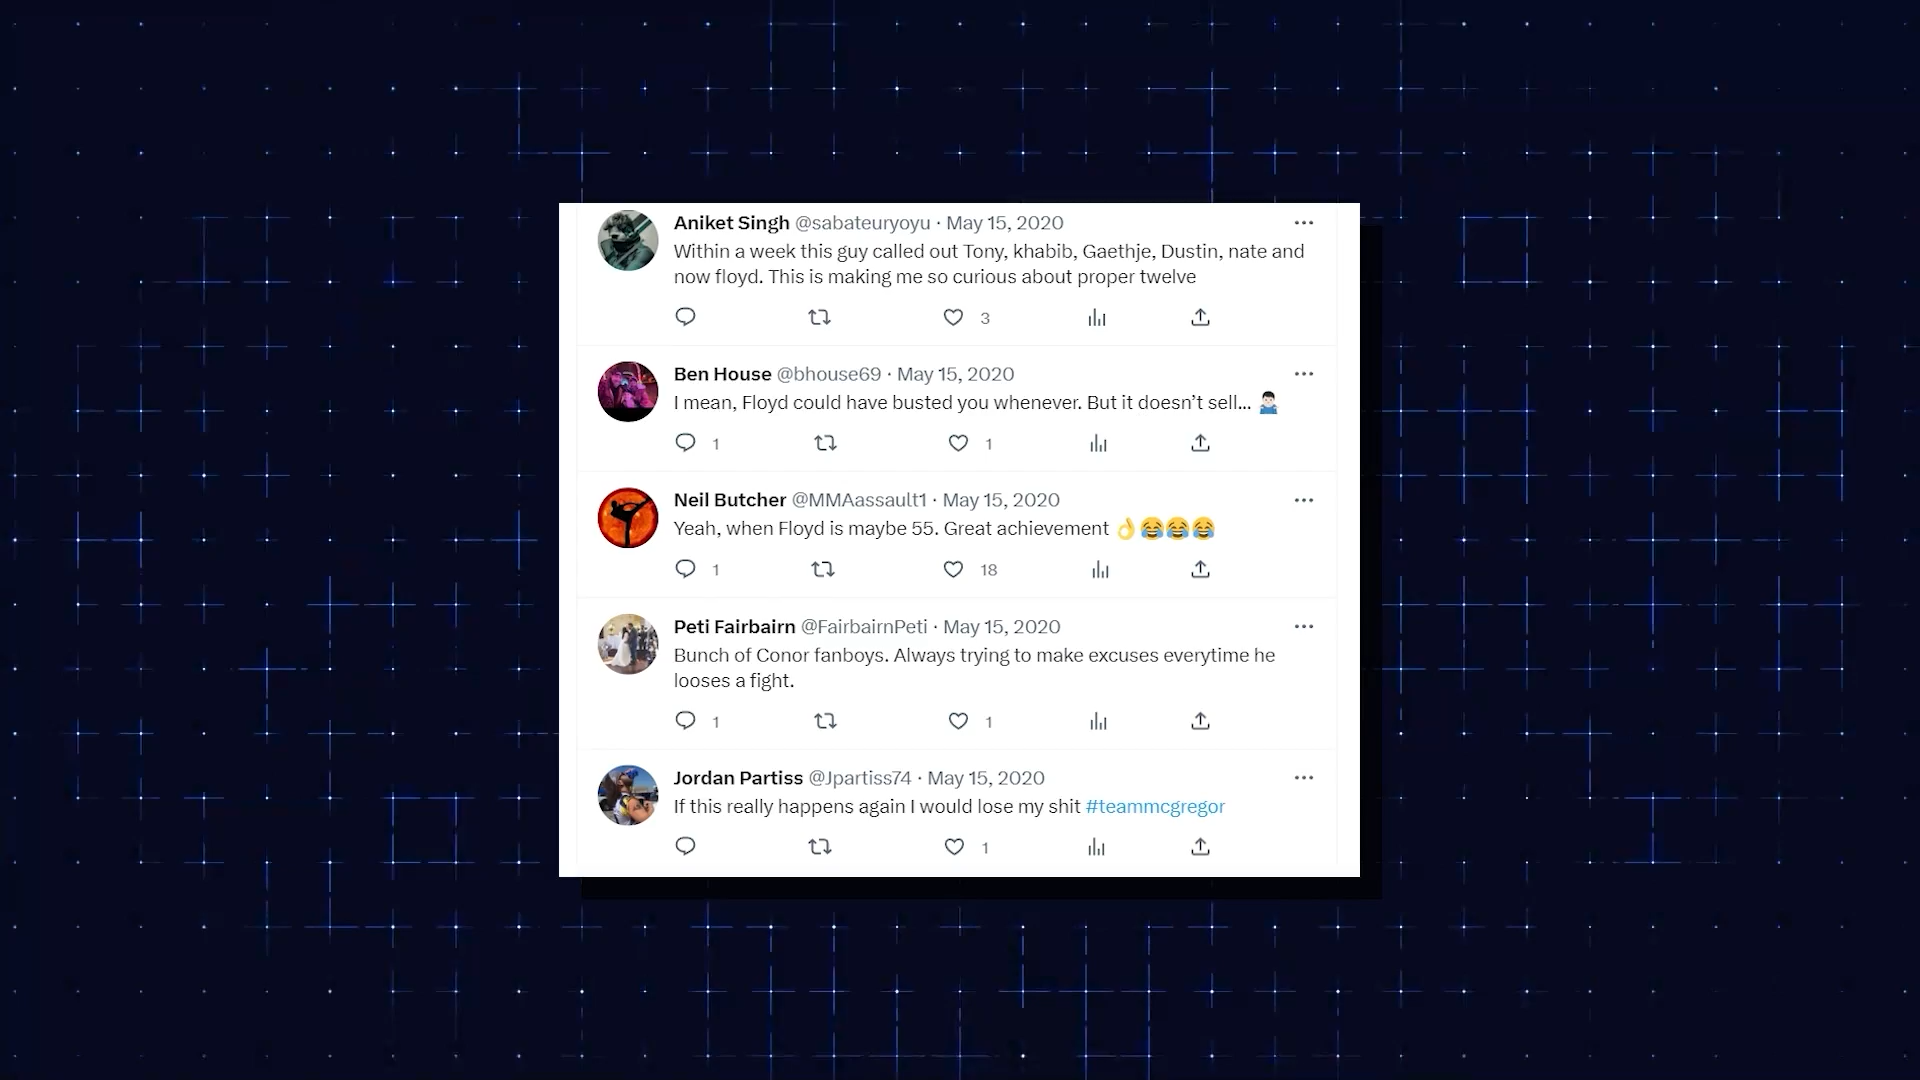 Aniket Singh @sabateuryoyu · May 15, 2020
Within a week this guy called out Tony, khabib, Gaethje, Dustin, nate and
now floyd. This is making me so curious about proper twelve
3
Ben House @bhouse69 · May 15, 2020
I mean, Floyd could have busted you whenever. But it doesn’t sell... 🤷🏻‍♂️
1 1
Neil Butcher @MMAassault1 · May 15, 2020
Yeah, when Floyd is maybe 55. Great achievement 👌😂😂😂
1 18
Peti Fairbairn @FairbairnPeti · May 15, 2020
Bunch of Conor fanboys. Always trying to make excuses everytime he
looses a fight.
1 1
Jordan Partiss @Jpartiss74 · May 15, 2020
If this really happens again I would lose my shit #teammcgregor
1